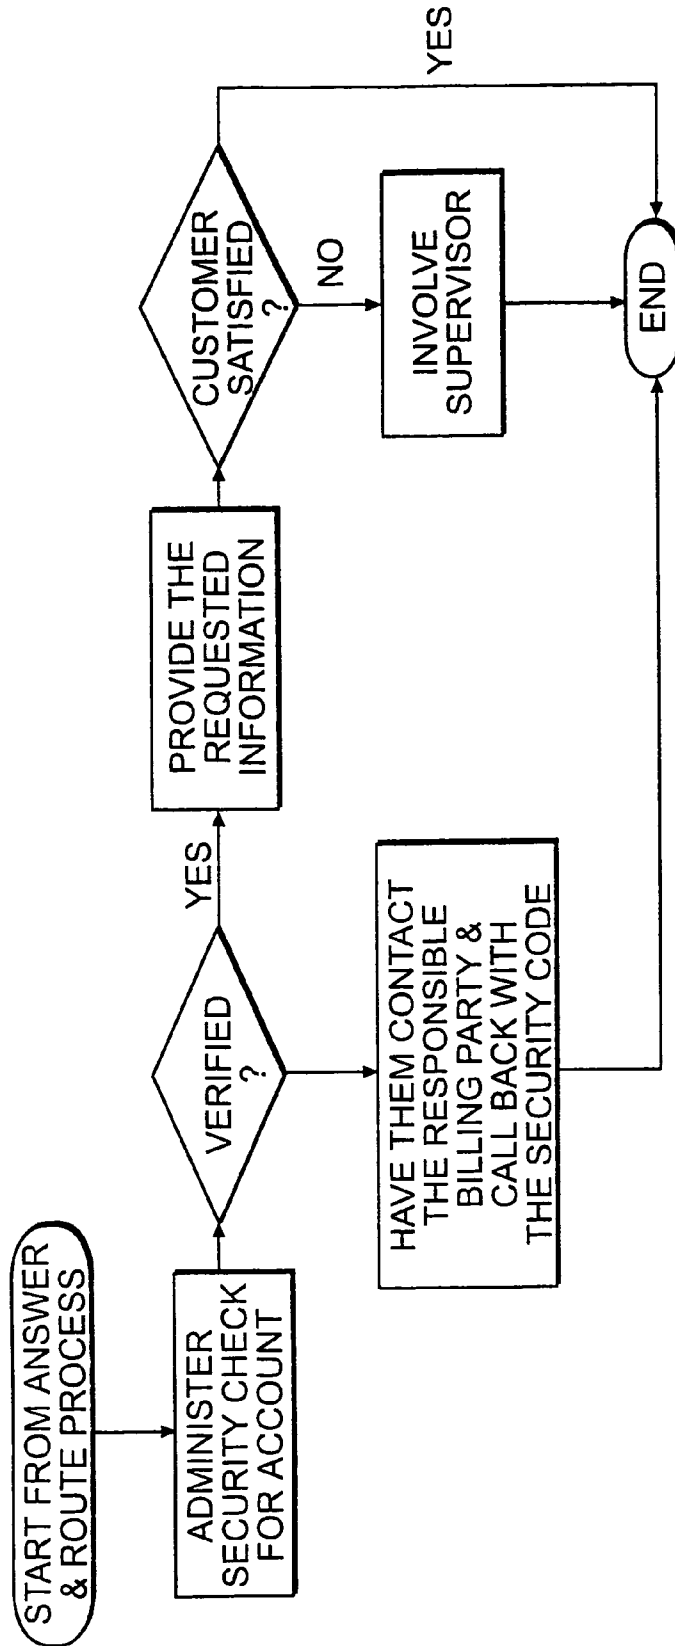 START FROM ANSWER
& ROUTE PROCESS
ADMINISTER
SECURITY CHECK
FOR ACCOUNT
VERIFIED
?
YES
HAVE THEM CONTACT
THE RESPONSIBLE
BILLING PARTY &
CALL BACK WITH
THE SECURITY CODE
PROVIDE THE
REQUESTED
INFORMATION
CUSTOMER
SATISFIED
?
NO
YES
INVOLVE
SUPERVISOR
END